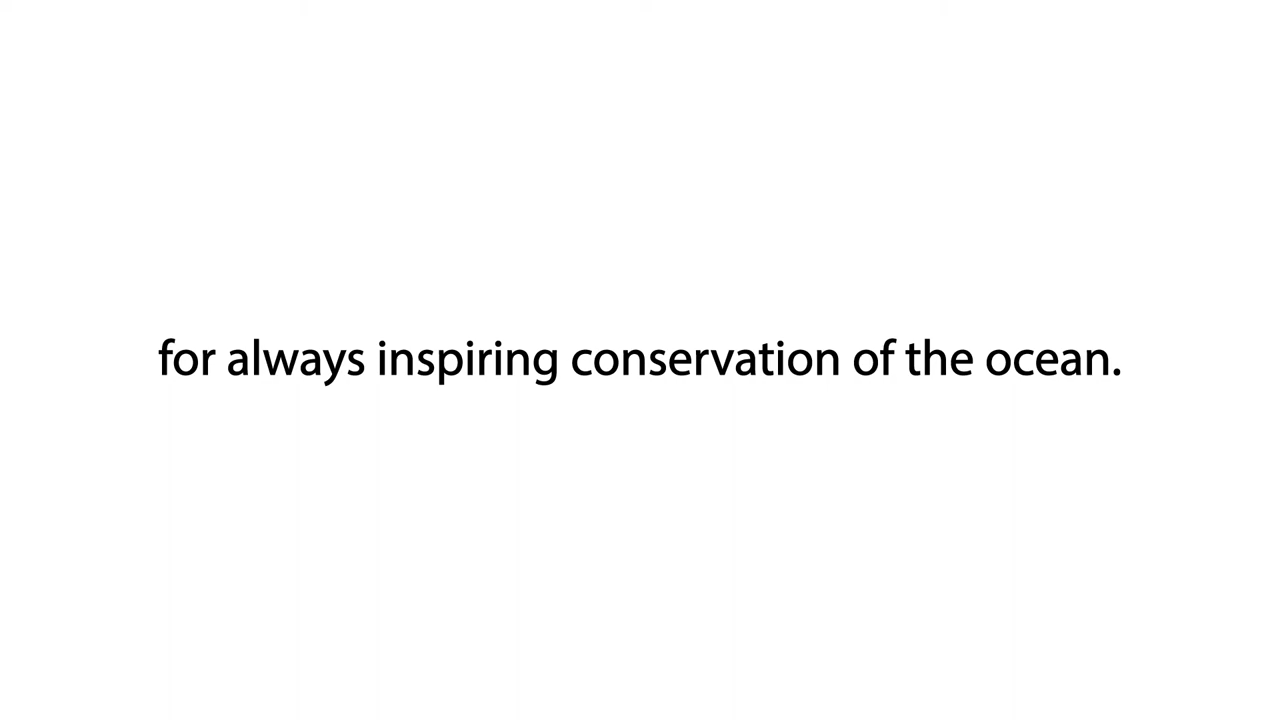 for always inspiring conservation of the ocean.